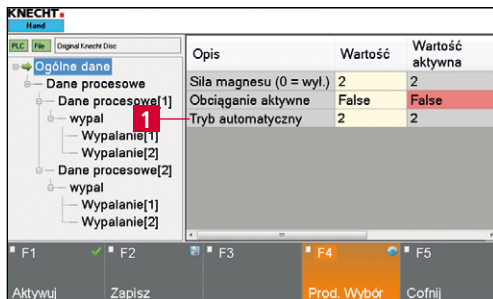 KNECHT
Hand
PLC File Original Knecht Disc
Ogólne dane
Dane procesowe
Dane procesowe[1]
wypal
Wypalanie[1]
Wypalanie[2]
Dane procesowe[2]
wypal
Wypalanie[1]
Wypalanie[2]
Opis Wartość Wartość aktywna
Siła magnesu (0 = wył.) 2 2
Obciąganie aktywne False False
1 Tryb automatyczny 2 2
F1 F2 F3 F4 F5
Aktywuj Zapisz Prod. Wybór Cofnij